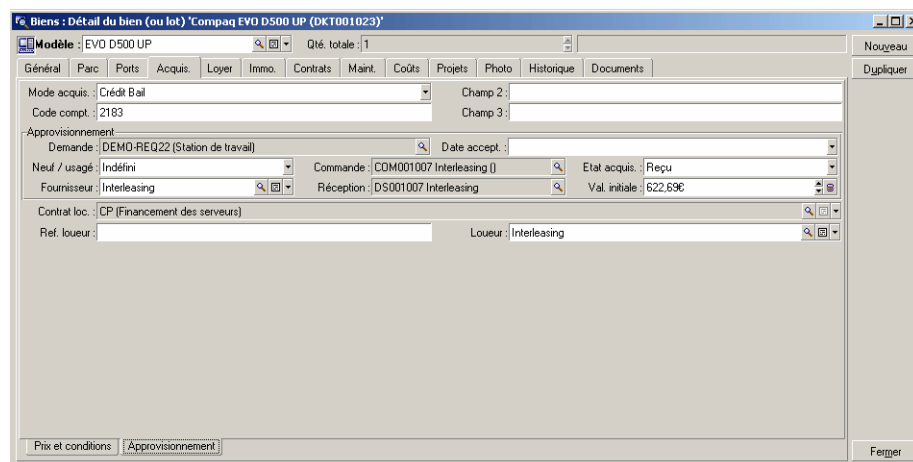 Biens : Détail du bien (ou lot) 'Compaq EVO D500 UP (DKT001023)'
Modèle : EVO D500 UP Qté. totale : 1 Nouveau
Général Parc Ports Acquis. Loyer Immo. Contrats Maint. Coûts Projets Photo Historique Documents Dupliquer
Mode acquis. : Crédit Bail Champ 2 :
Code compt. : 2183 Champ 3 :
Approvisionnement
Demande : DEMO-REQ22 (Station de travail) Date accept. :
Neuf / usagé : Indéfini Commande : COM001007 Interleasing () Etat acquis. : Reçu
Fournisseur : Interleasing Réception : DS001007 Interleasing Val. initiale : 622,69€
Contrat loc. : CP (Financement des serveurs)
Ref. loueur : Loueur : Interleasing
Prix et conditions Approvisionnement Fermer